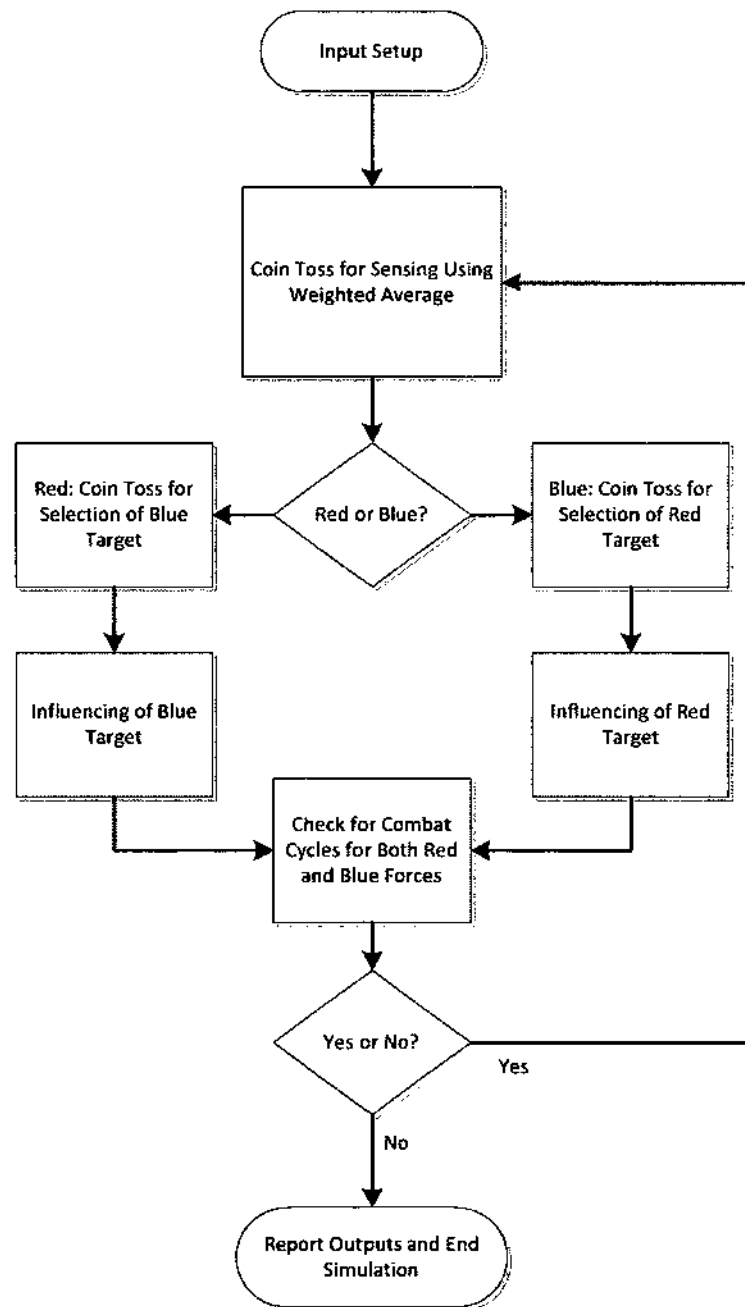 Input Setup
Coin Toss for Sensing Using
Weighted Average
Red: Coin Toss for
Selection of Blue
Target
Red or Blue?
Blue: Coin Toss for
Selection of Red
Target
Influencing of Blue
Target
Influencing of Red
Target
Check for Combat
Cycles for Both Red
and Blue Forces
Yes or No?
Yes
No
Report Outputs and End
Simulation